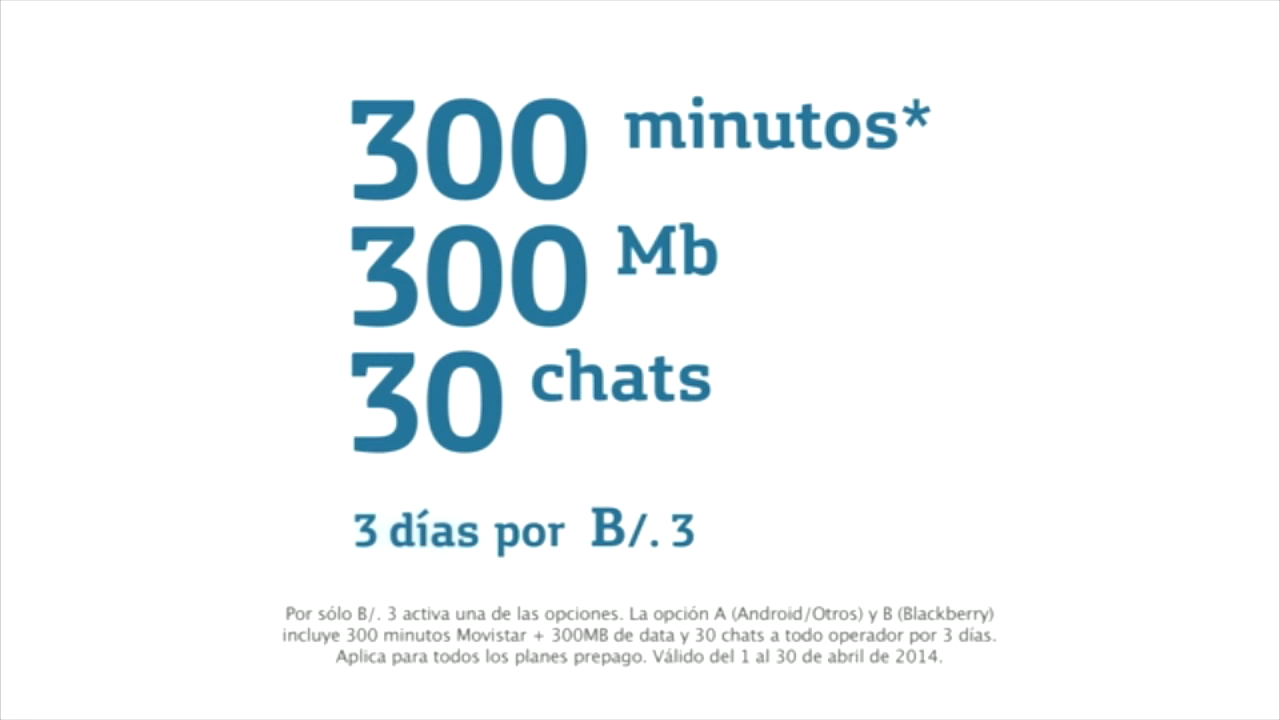 300 minutos*
300 Mb
30 chats
3 días por B/. 3
Por sólo B/. 3 activa una de las opciones. La opción A (Android/Otros) y B (Blackberry)
incluye 300 minutos Movistar + 300MB de data y 30 chats a todo operador por 3 días.
Aplica para todos los planes prepago. Válido del 1 al 30 de abril de 2014.